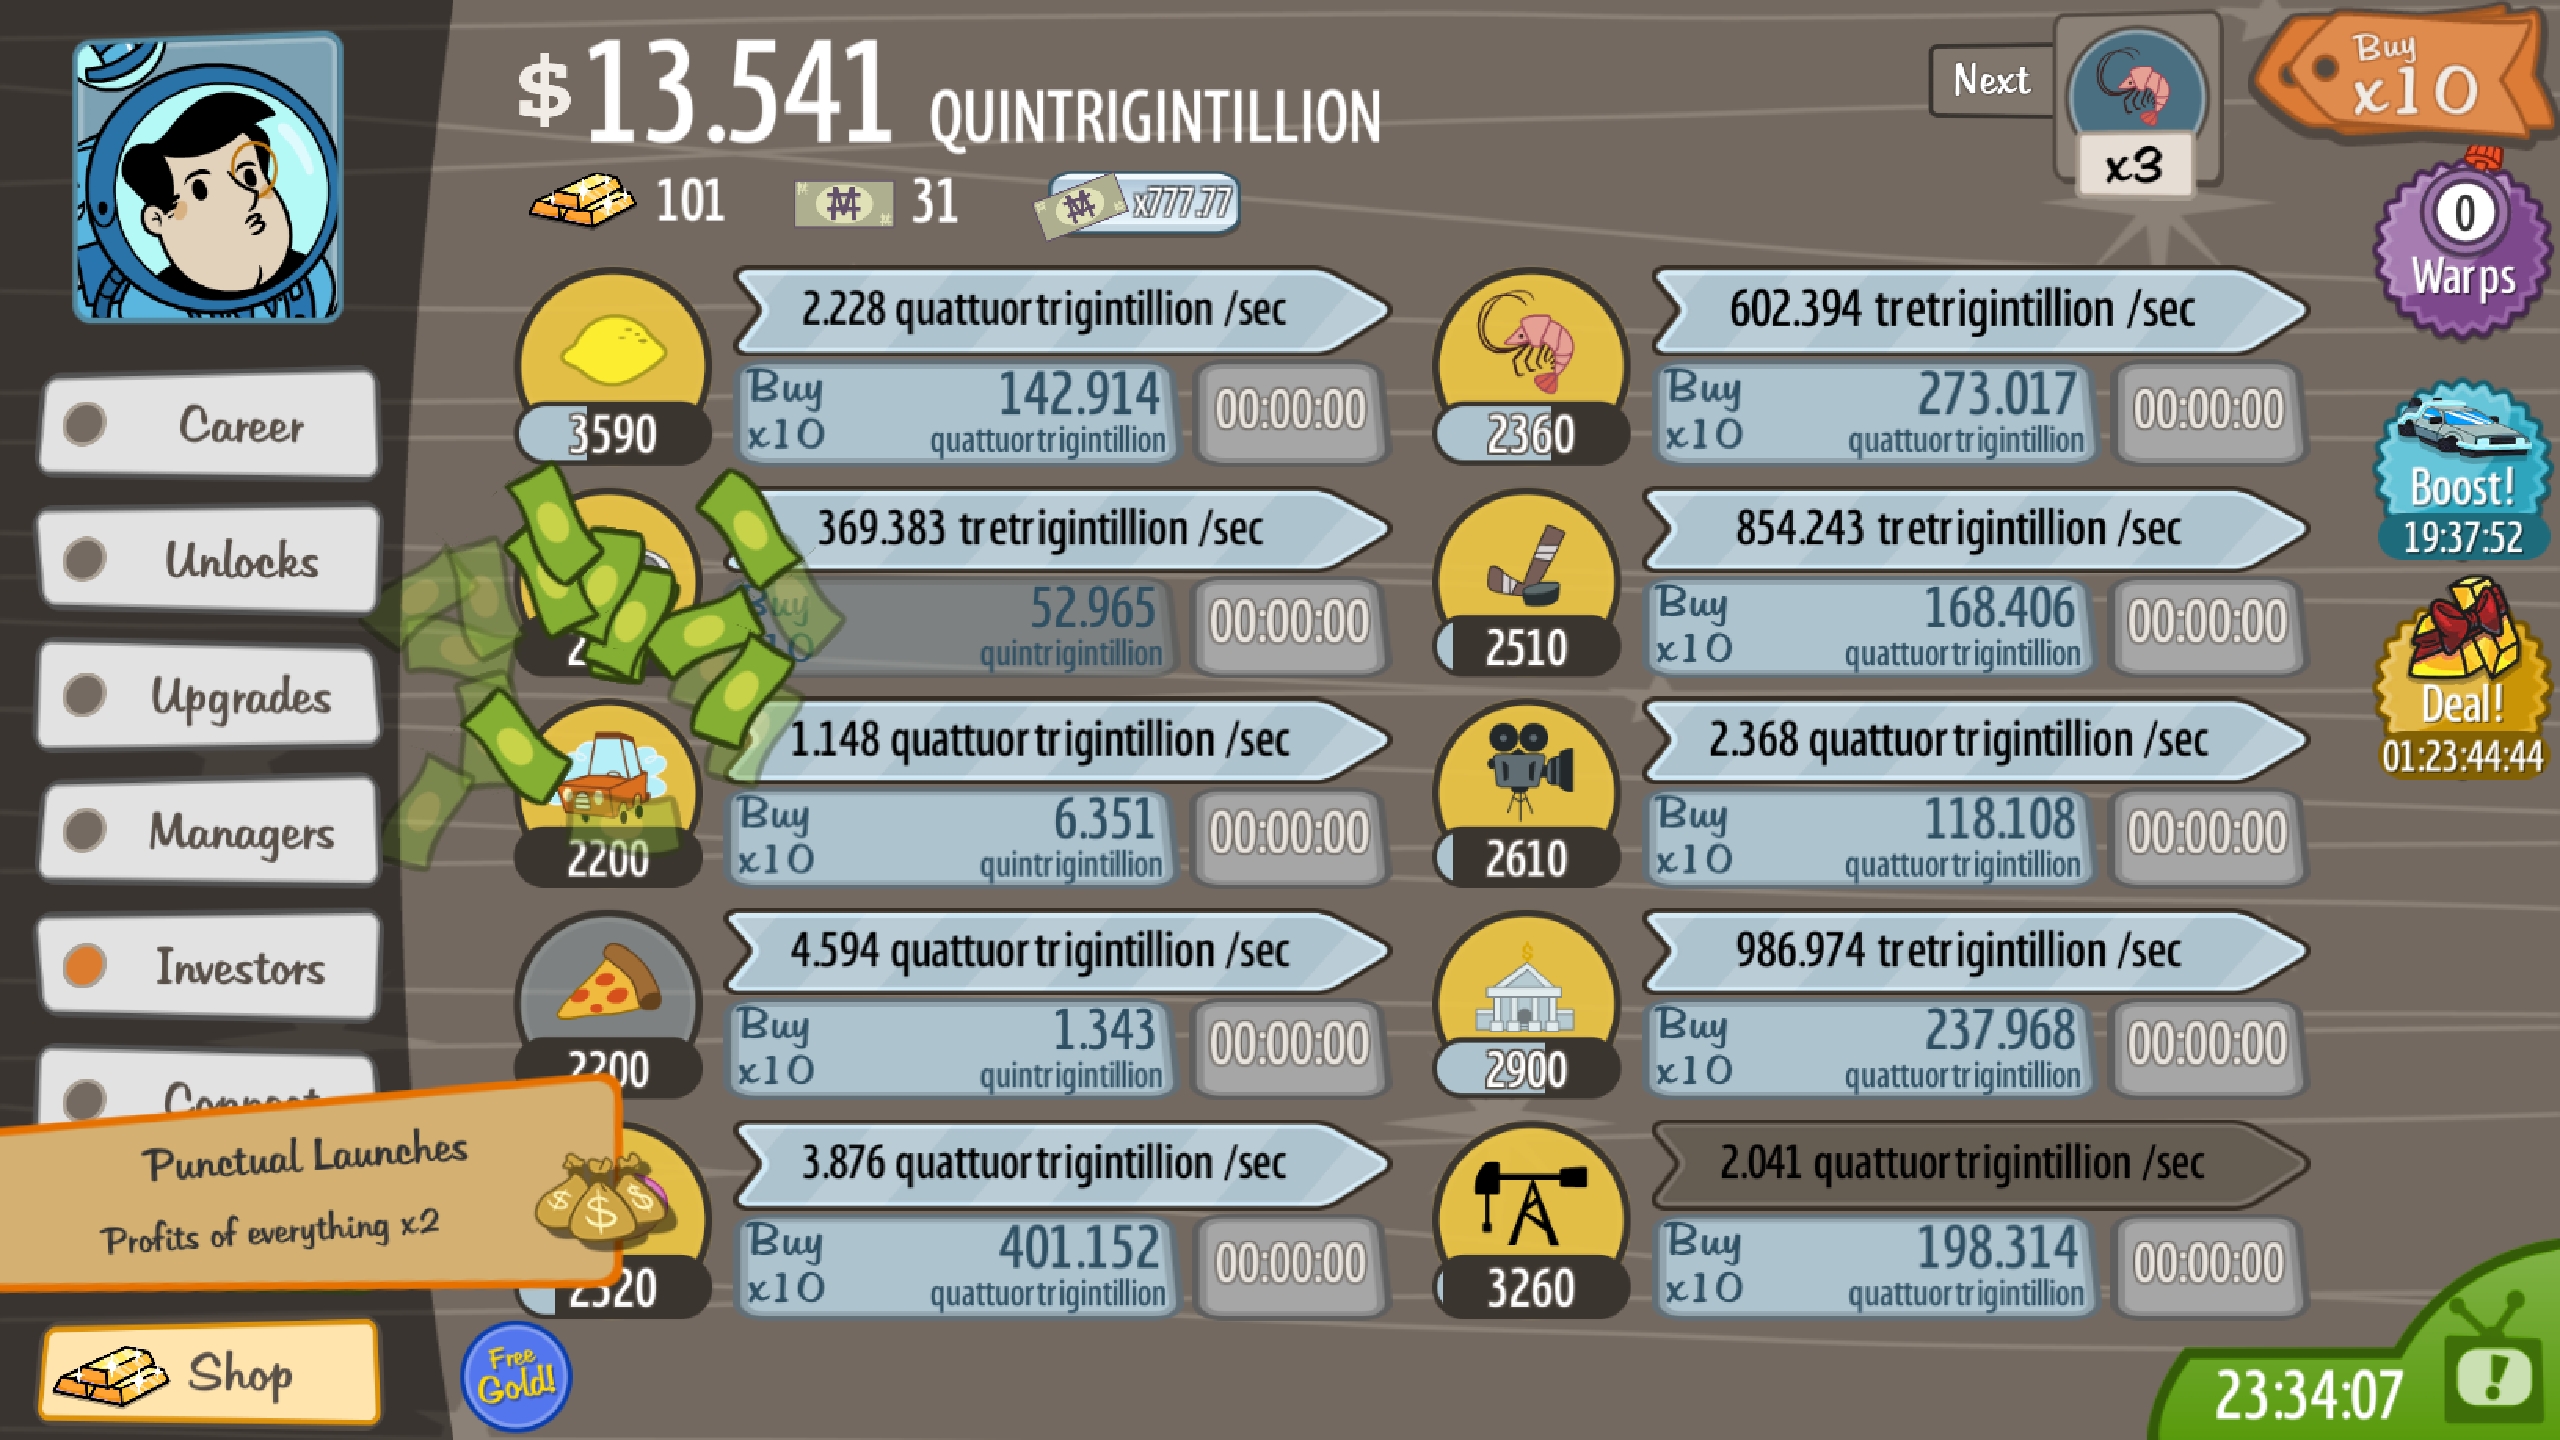 $13.541 QUINTRIGINTILLION
101 31 x777.77
Next
x3
Buy
x10
0
Warps
Boost!
19:37:52
Deal!
01:23:44:44
Career
Unlocks
Upgrades
Managers
Investors
Connect
Punctual Launches
Profits of everything x2
Shop
Free
Gold!
3590
2.228 quattuortrigintillion /sec
Buy
x10
142.914
quattuortrigintillion
00:00:00
369.383 tretrigintillion /sec
Buy
52.965
quintrigintillion
00:00:00
2200
1.148 quattuortrigintillion /sec
Buy
x10
6.351
quintrigintillion
00:00:00
2200
4.594 quattuortrigintillion /sec
Buy
x10
1.343
quintrigintillion
00:00:00
2320
3.876 quattuortrigintillion /sec
Buy
x10
401.152
quattuortrigintillion
00:00:00
2360
602.394 tretrigintillion /sec
Buy
x10
273.017
quattuortrigintillion
00:00:00
2510
854.243 tretrigintillion /sec
Buy
x10
168.406
quattuortrigintillion
00:00:00
2610
2.368 quattuortrigintillion /sec
Buy
x10
118.108
quattuortrigintillion
00:00:00
2900
986.974 tretrigintillion /sec
Buy
x10
237.968
quattuortrigintillion
00:00:00
3260
2.041 quattuortrigintillion /sec
Buy
x10
198.314
quattuortrigintillion
00:00:00
23:34:07